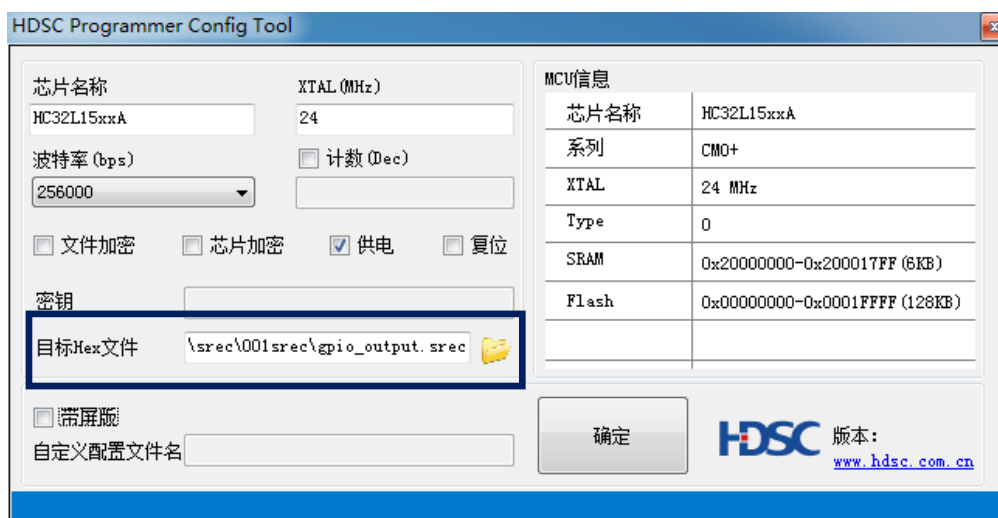 HDSC Programmer Config Tool
芯片名称
XTAL(MHz)
HC32L15xxA
24
波特率(bps)
计数(Dec)
256000
文件加密
芯片加密
供电
复位
密钥
目标Hex文件
\srec\001srec\gpio_output.srec
带屏版
自定义配置文件名
MCU信息
芯片名称 HC32L15xxA
系列 CM0+
XTAL 24 MHz
Type 0
SRAM 0x20000000-0x200017FF(6KB)
Flash 0x00000000-0x0001FFFF(128KB)
确定
HDSC
版本:
www.hdsc.com.cn